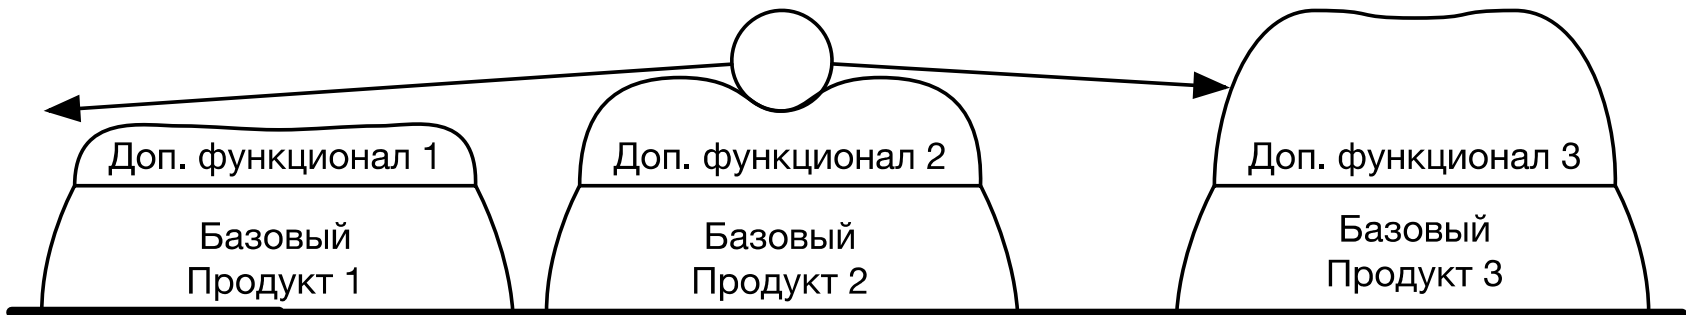 Доп. функционал 1
Базовый
Продукт 1
Доп. функционал 2
Базовый
Продукт 2
Доп. функционал 3
Базовый
Продукт 3